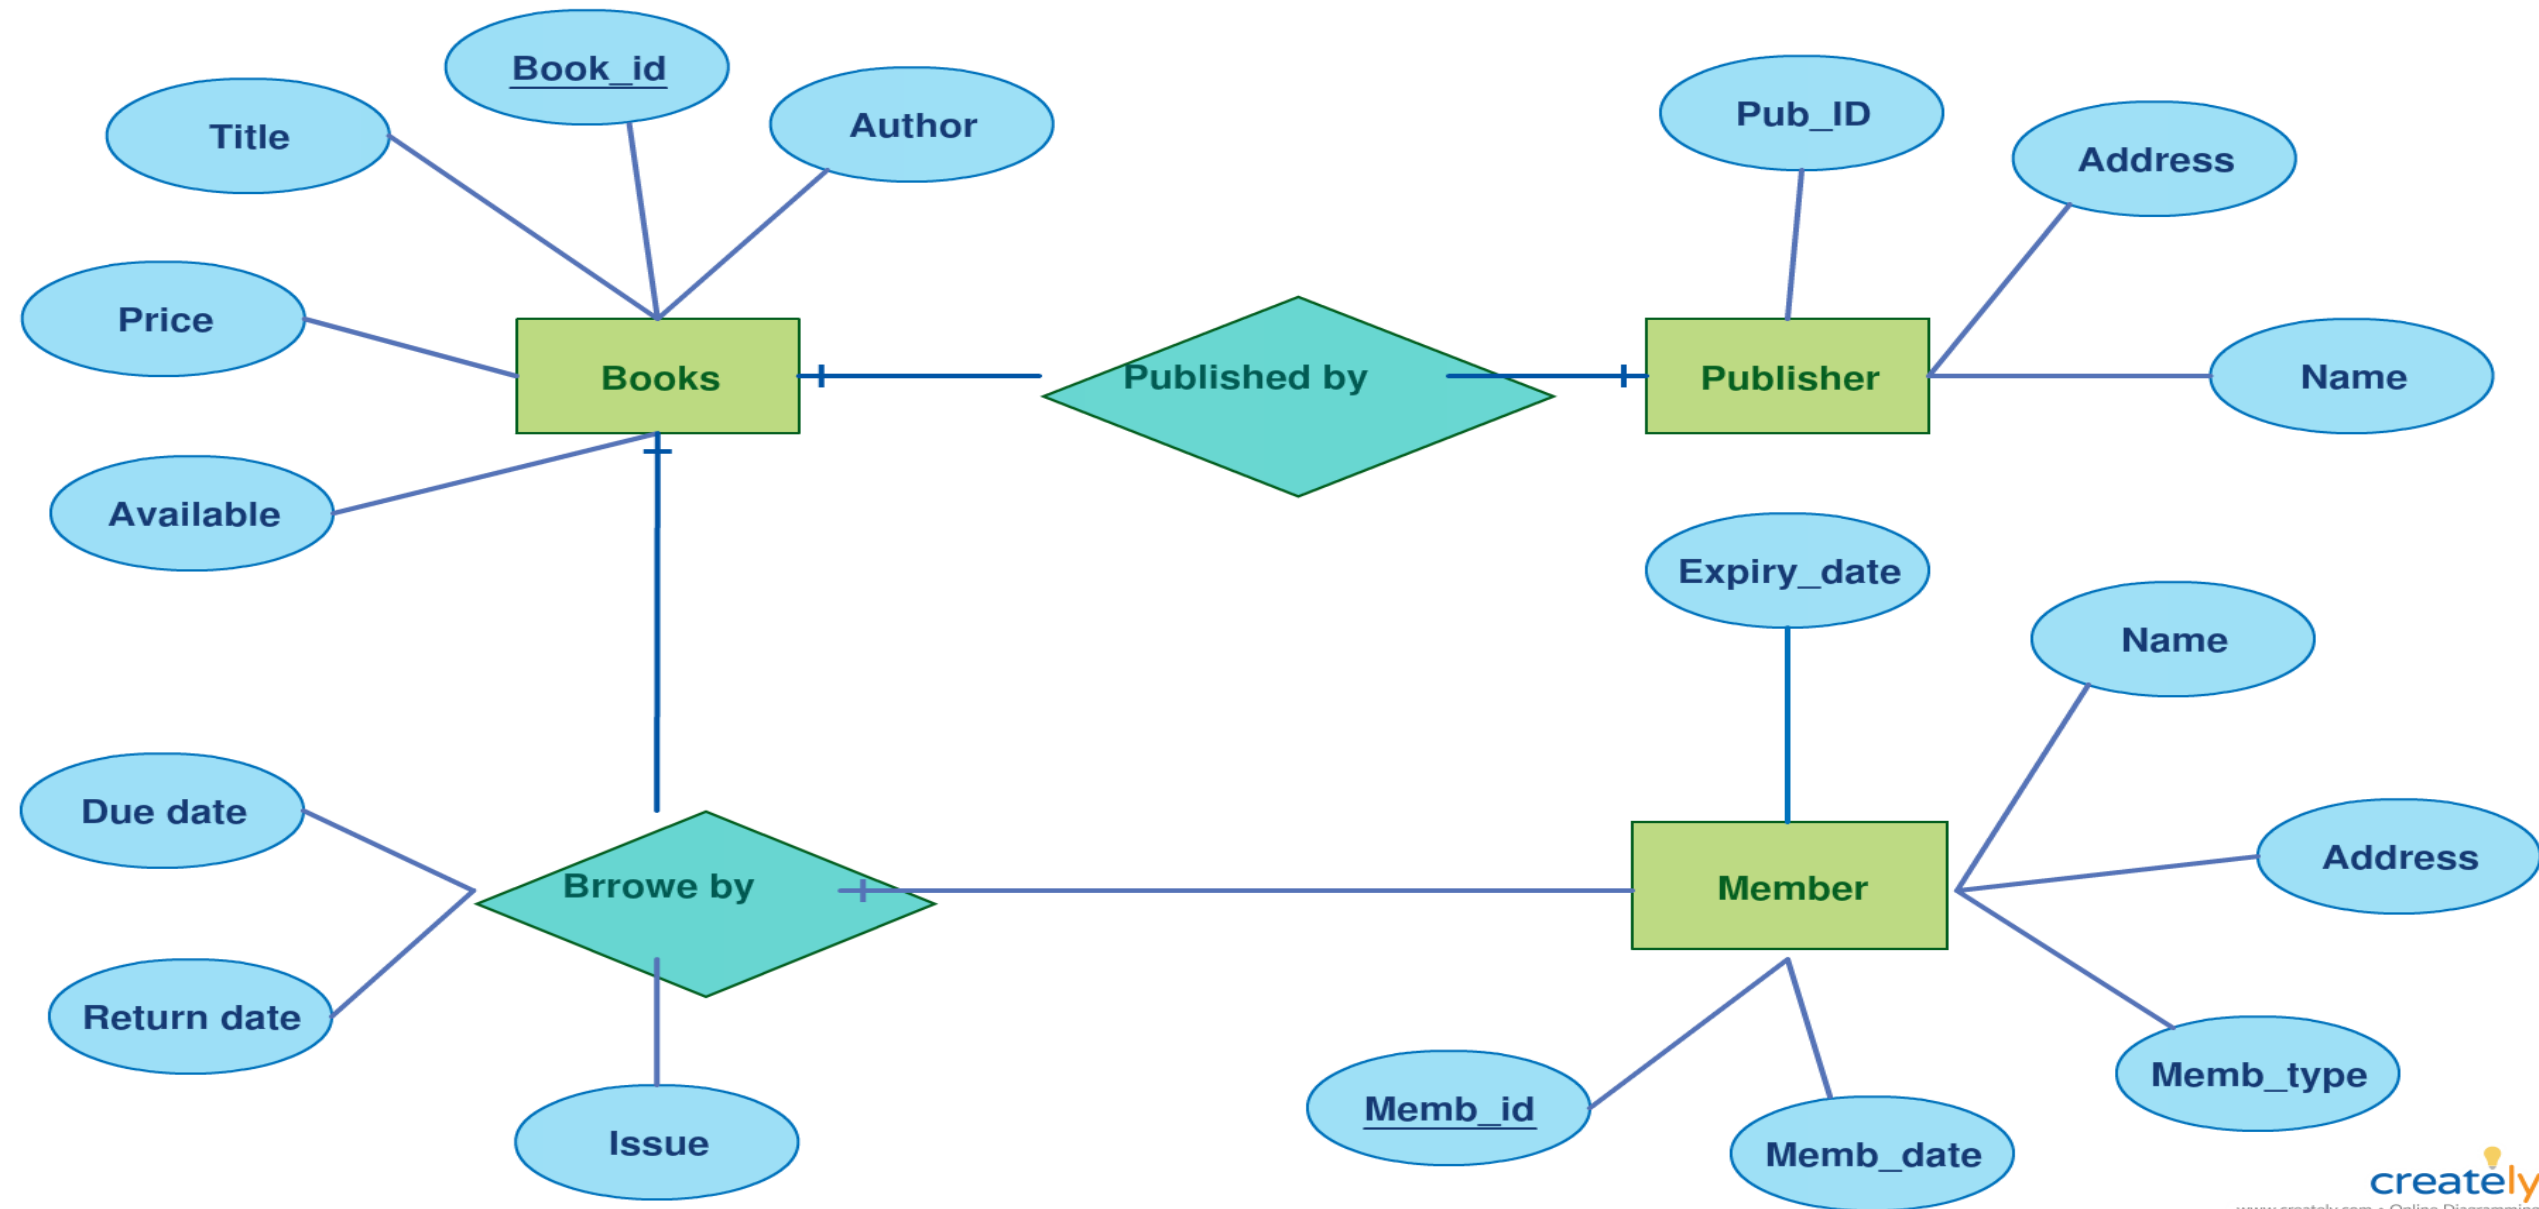 Book_id
Title
Author
Pub_ID
Address
Price
Books
Published by
Publisher
Name
Available
Expiry_date
Name
Due date
Brrowe by
Member
Address
Return date
Issue
Memb_id
Memb_date
Memb_type
creately